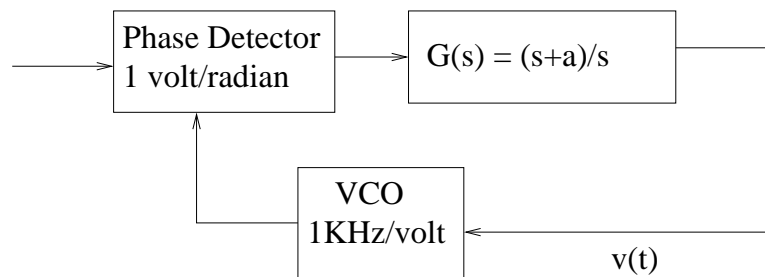 Phase Detector
1 volt/radian
G(s) = (s+a)/s
VCO
1KHz/volt
v(t)